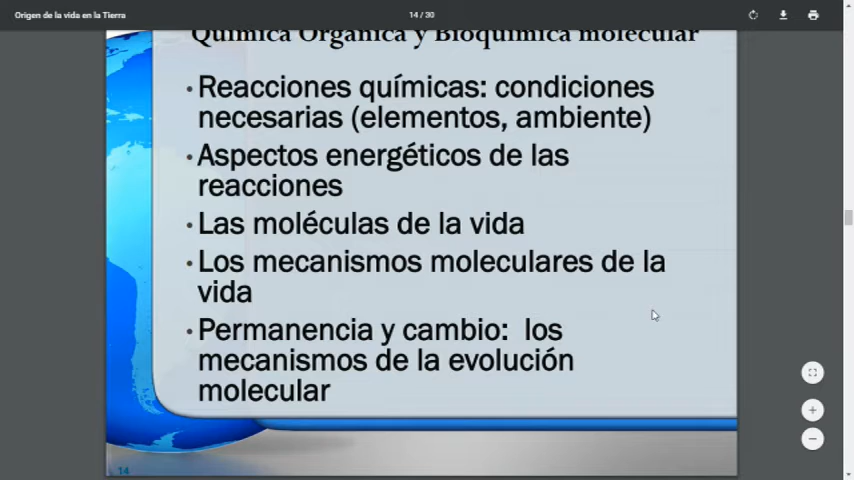 Origen de la vida en la Tierra
14 / 30
Química Orgánica y Bioquímica molecular
• Reacciones químicas: condiciones
necesarias (elementos, ambiente)
• Aspectos energéticos de las
reacciones
• Las moléculas de la vida
• Los mecanismos moleculares de la
vida
• Permanencia y cambio: los
mecanismos de la evolución
molecular
14